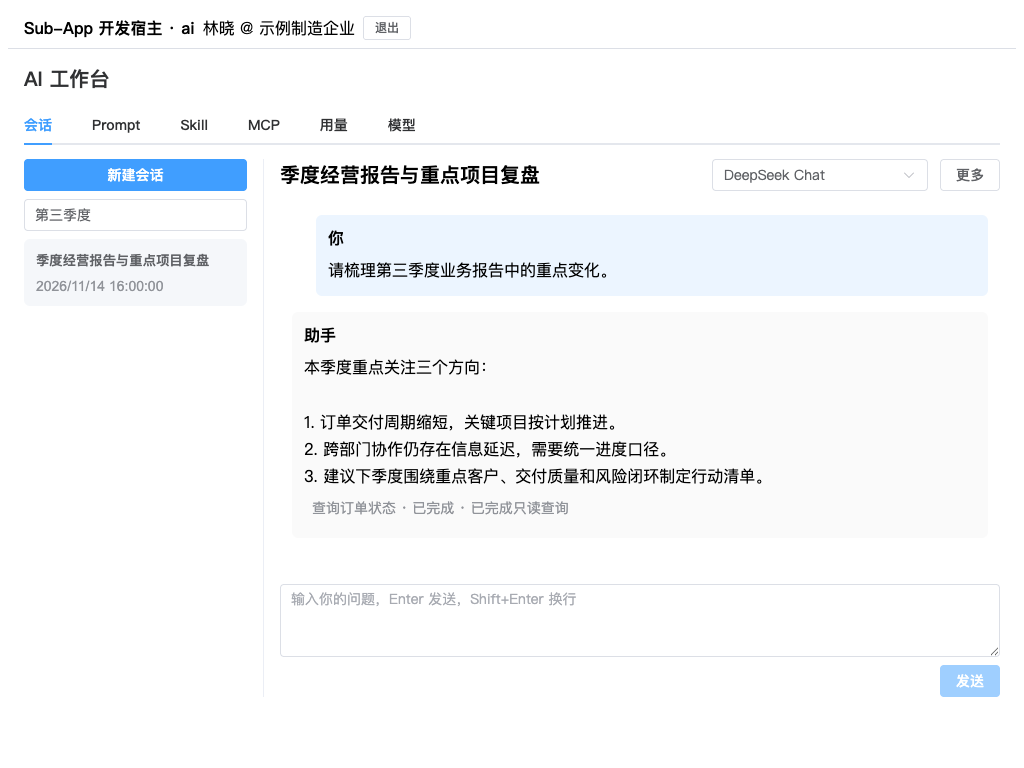 Sub-App 开发宿主 · ai 林晓 @ 示例制造企业 退出
AI 工作台
会话 Prompt Skill MCP 用量 模型
新建会话
第三季度
季度经营报告与重点项目复盘
2026/11/14 16:00:00
季度经营报告与重点项目复盘 DeepSeek Chat 更多
你
请梳理第三季度业务报告中的重点变化。
助手
本季度重点关注三个方向：
1. 订单交付周期缩短，关键项目按计划推进。
2. 跨部门协作仍存在信息延迟，需要统一进度口径。
3. 建议下季度围绕重点客户、交付质量和风险闭环制定行动清单。
查询订单状态 · 已完成 · 已完成只读查询
输入你的问题，Enter 发送，Shift+Enter 换行
发送